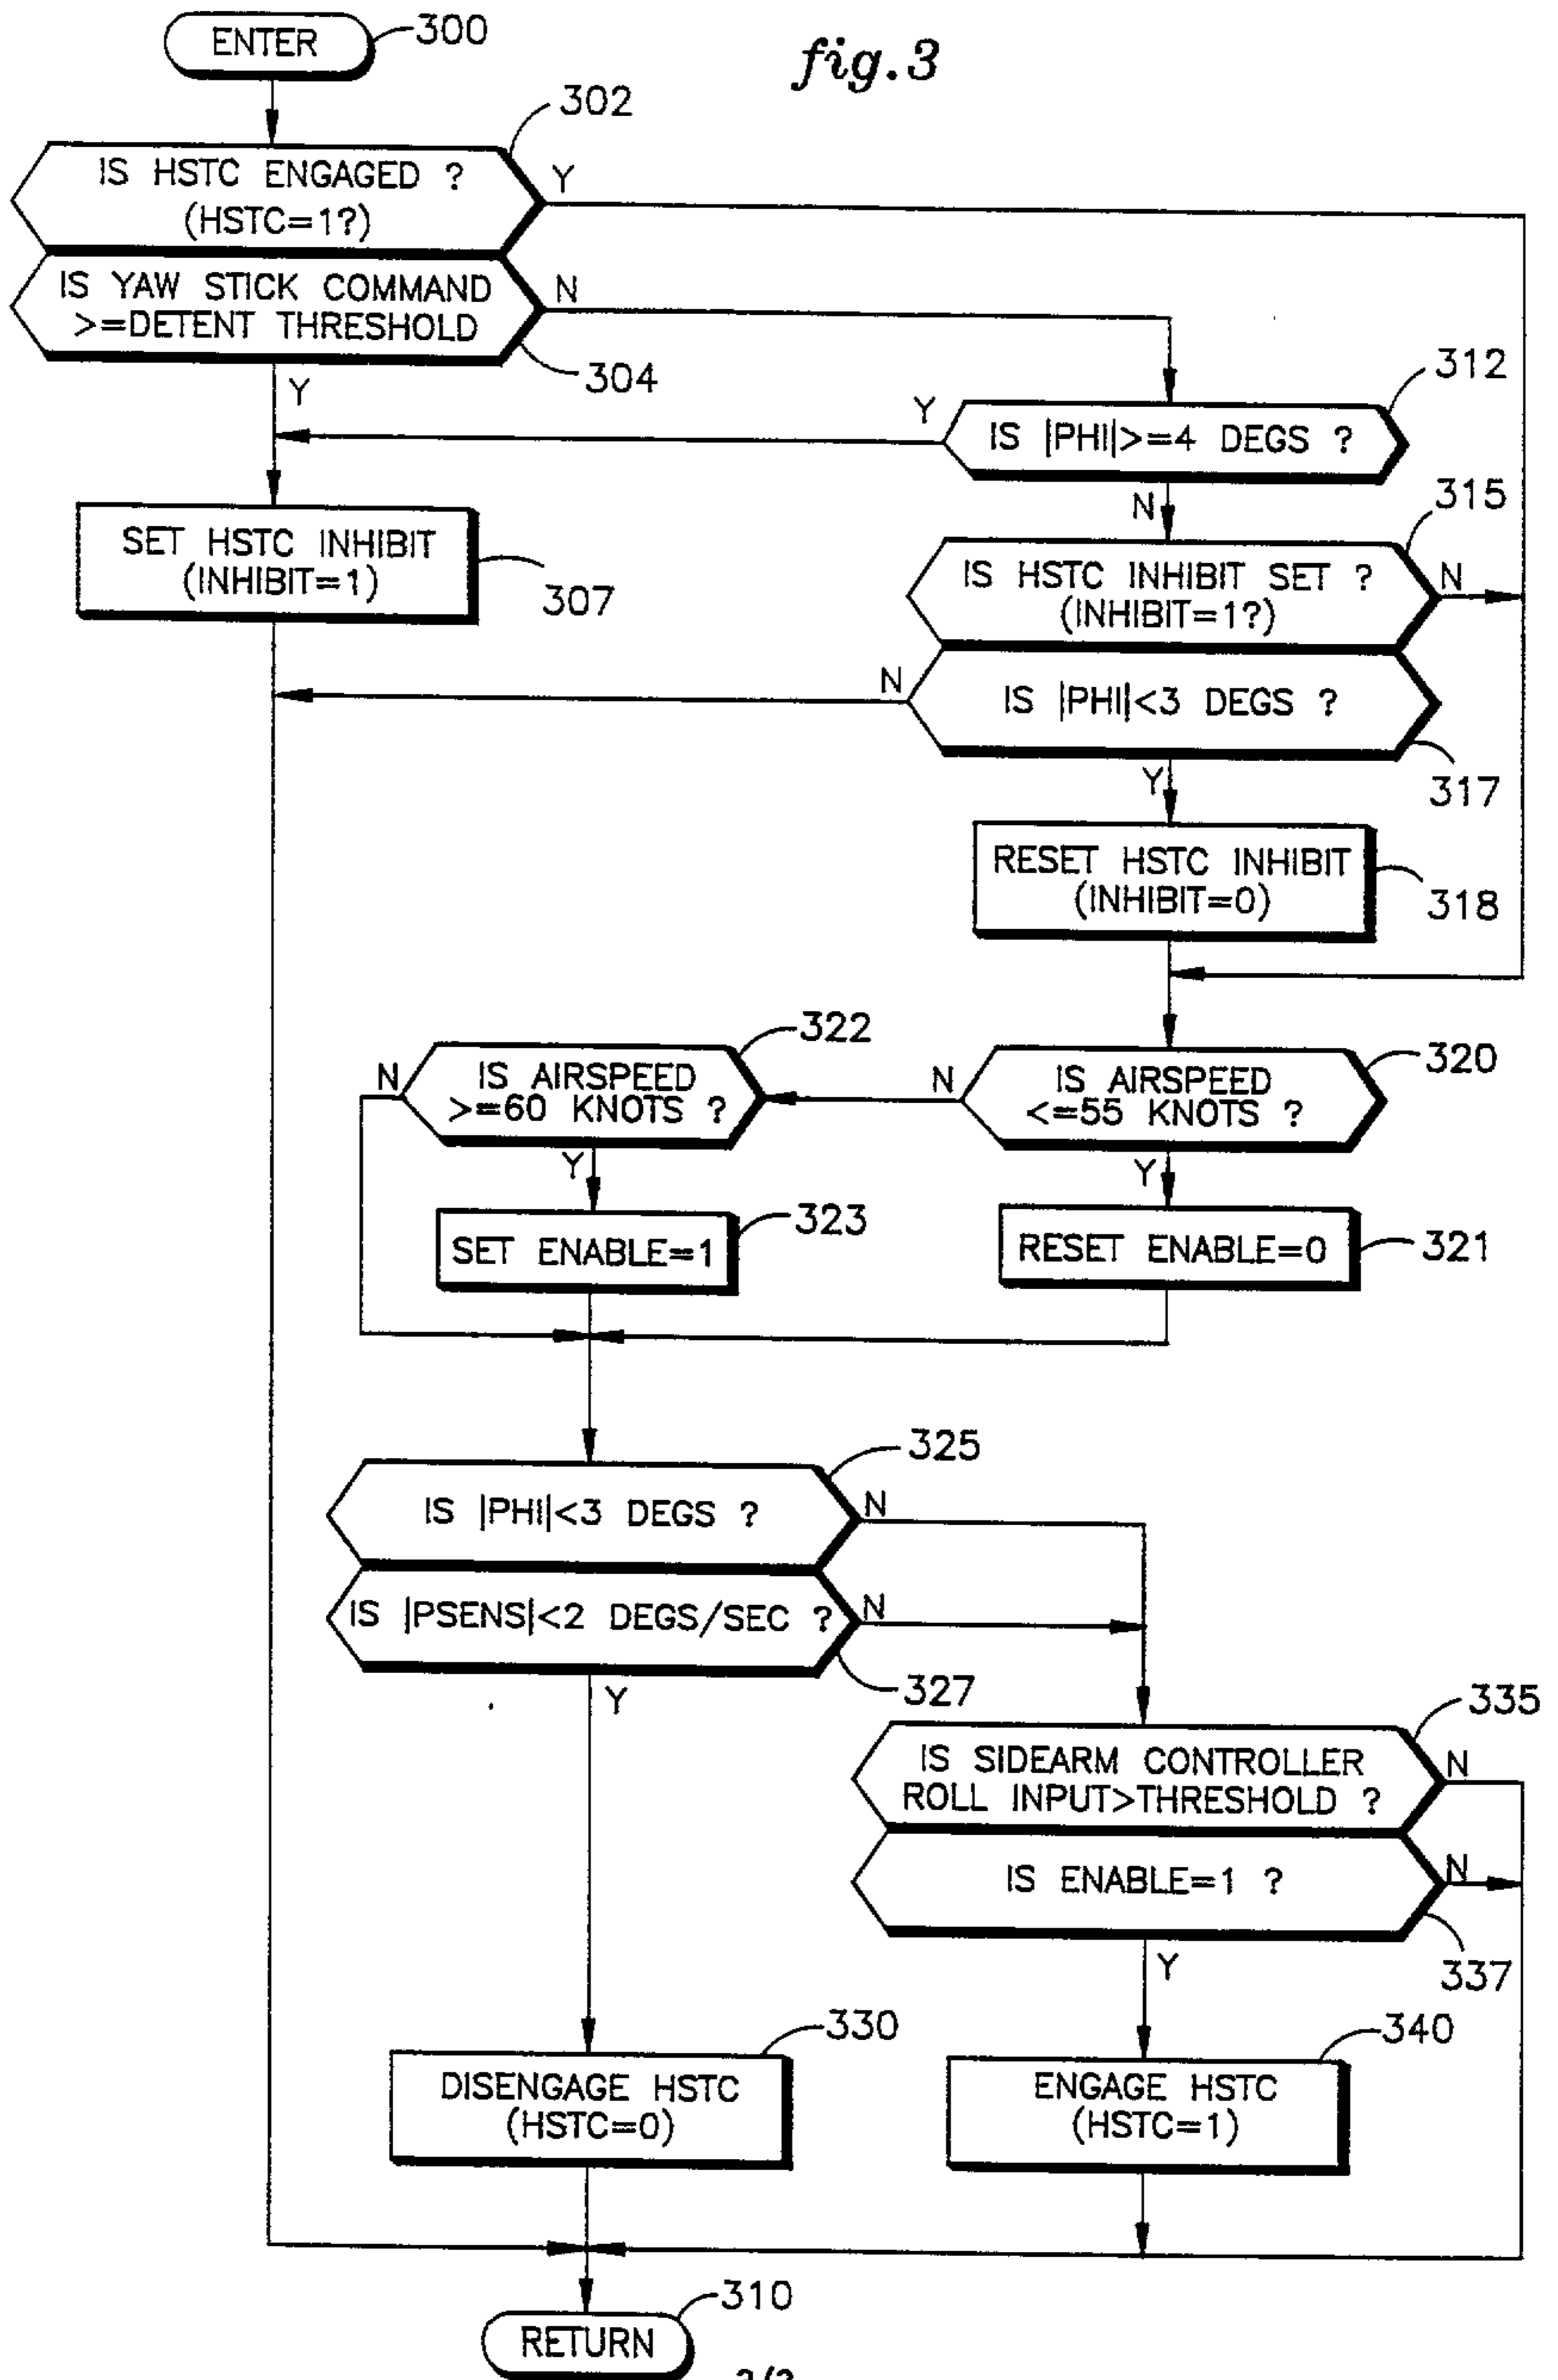 ENTER
300
fig.3
302
IS HSTC ENGAGED ?
(HSTC=1?)
Y
IS YAW STICK COMMAND
>=DETENT THRESHOLD
N
304
Y
312
Y
IS |PHI|>=4 DEGS ?
N
315
SET HSTC INHIBIT
(INHIBIT=1)
307
IS HSTC INHIBIT SET ?
(INHIBIT=1?)
N
N
IS |PHI|<3 DEGS ?
317
Y
RESET HSTC INHIBIT
(INHIBIT=0)
318
322
N
IS AIRSPEED
>=60 KNOTS ?
N
IS AIRSPEED
<=55 KNOTS ?
320
Y
Y
323
SET ENABLE=1
RESET ENABLE=0
321
325
IS |PHI|<3 DEGS ?
N
IS |PSENS|<2 DEGS/SEC ?
N
327
Y
335
IS SIDEARM CONTROLLER
ROLL INPUT>THRESHOLD ?
N
IS ENABLE=1 ?
N
337
Y
330
DISENGAGE HSTC
(HSTC=0)
340
ENGAGE HSTC
(HSTC=1)
310
RETURN